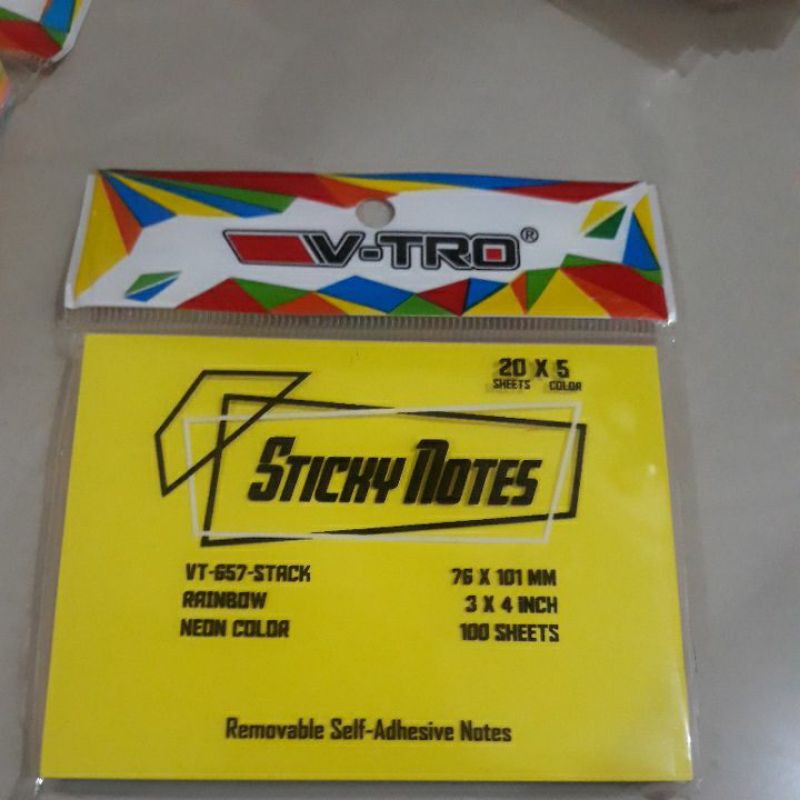 V-TRO®
20 X 5
SHEETS COLOR
STICKY NOTES
VT-657-STACK 76 X 101 MM
RAINBOW 3 X 4 INCH
NEON COLOR 100 SHEETS
Removable Self-Adhesive Notes